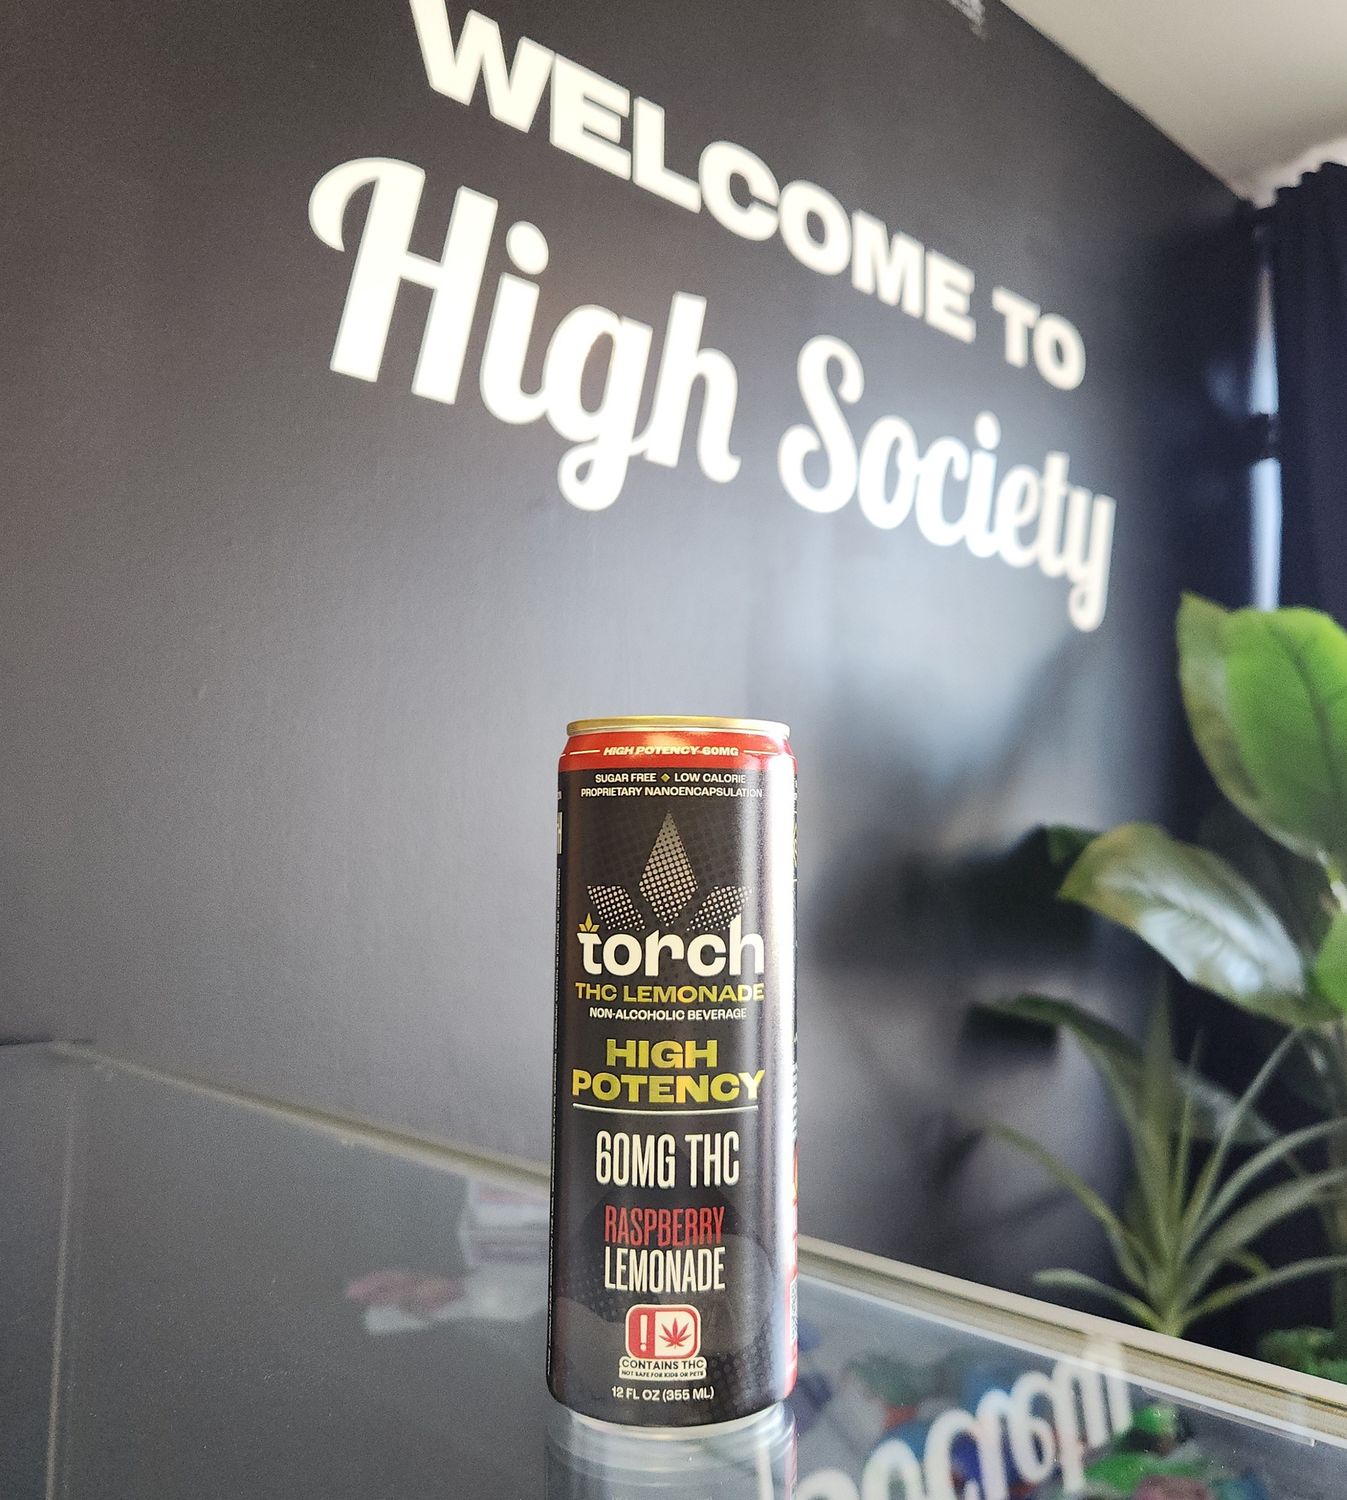 WELCOME TO
High Society
HIGH POTENCY-60MG
SUGAR FREE LOW CALORIE
PROPRIETARY NANOENCAPSULATION
torch
THC LEMONADE
NON-ALCOHOLIC BEVERAGE
HIGH
POTENCY
60MG THC
RASPBERRY
LEMONADE
!
CONTAINS THC
NOT SAFE FOR KIDS OR PETS
12 FL OZ (355 ML)